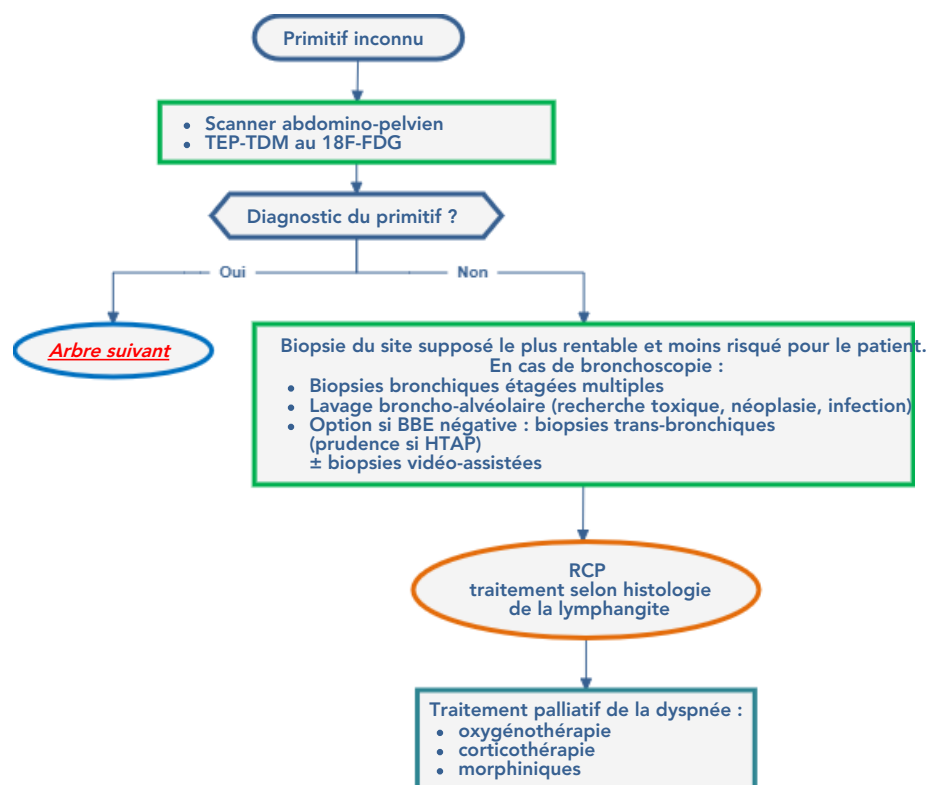 Primitif inconnu
• Scanner abdomino-pelvien
• TEP-TDM au 18F-FDG
Diagnostic du primitif ?
Oui
Non
Arbre suivant
Biopsie du site supposé le plus rentable et moins risqué pour le patient.
En cas de bronchoscopie :
• Biopsies bronchiques étagées multiples
• Lavage broncho-alvéolaire (recherche toxique, néoplasie, infection)
• Option si BBE négative : biopsies trans-bronchiques
(prudence si HTAP)
± biopsies vidéo-assistées
RCP
traitement selon histologie
de la lymphangite
Traitement palliatif de la dyspnée :
• oxygénothérapie
• corticothérapie
• morphiniques